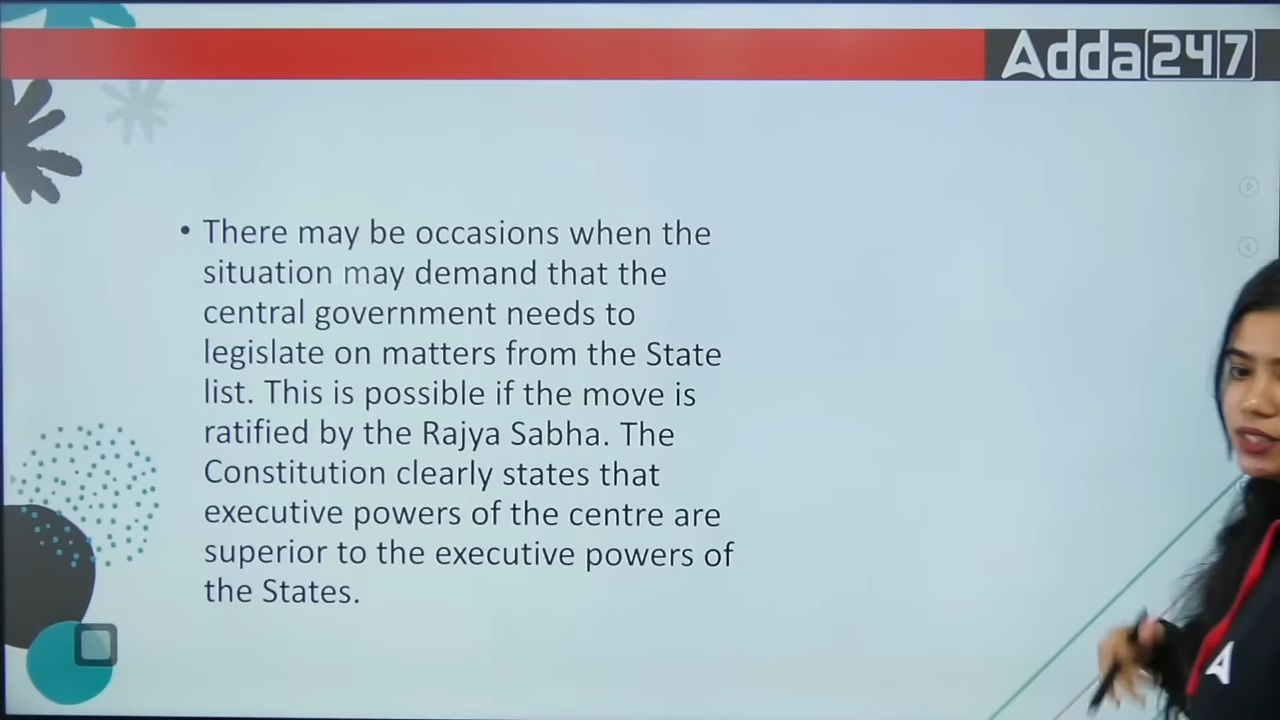 Adda247
• There may be occasions when the
situation may demand that the
central government needs to
legislate on matters from the State
list. This is possible if the move is
ratified by the Rajya Sabha. The
Constitution clearly states that
executive powers of the centre are
superior to the executive powers of
the States.